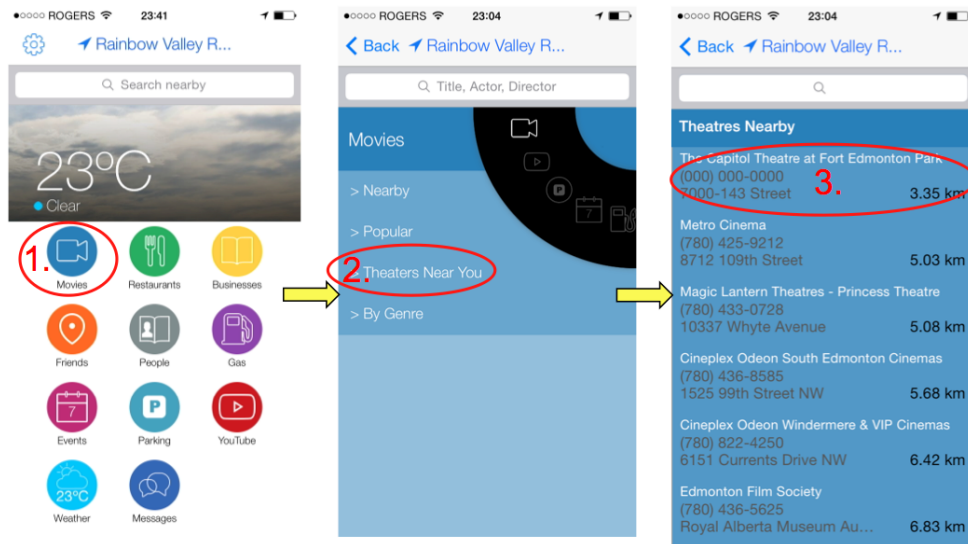 ROGERS 23:41
Rainbow Valley R...
Search nearby
23°C
Clear
1.
Movies Restaurants Businesses
Friends People Gas
7
P
Events Parking YouTube
23°C
Weather Messages
ROGERS 23:04
Back Rainbow Valley R...
Title, Actor, Director
Movies
P
7
> Nearby
> Popular
2.
> Theaters Near You
> By Genre
ROGERS 23:04
Back Rainbow Valley R...
Theatres Nearby
The Capitol Theatre at Fort Edmonton Park
(000) 000-0000
3.
7000-143 Street 3.35 km
Metro Cinema
(780) 425-9212
8712 109th Street 5.03 km
Magic Lantern Theatres - Princess Theatre
(780) 433-0728
10337 Whyte Avenue 5.08 km
Cineplex Odeon South Edmonton Cinemas
(780) 436-8585
1525 99th Street NW 5.68 km
Cineplex Odeon Windermere & VIP Cinemas
(780) 822-4250
6151 Currents Drive NW 6.42 km
Edmonton Film Society
(780) 436-5625
Royal Alberta Museum Au... 6.83 km